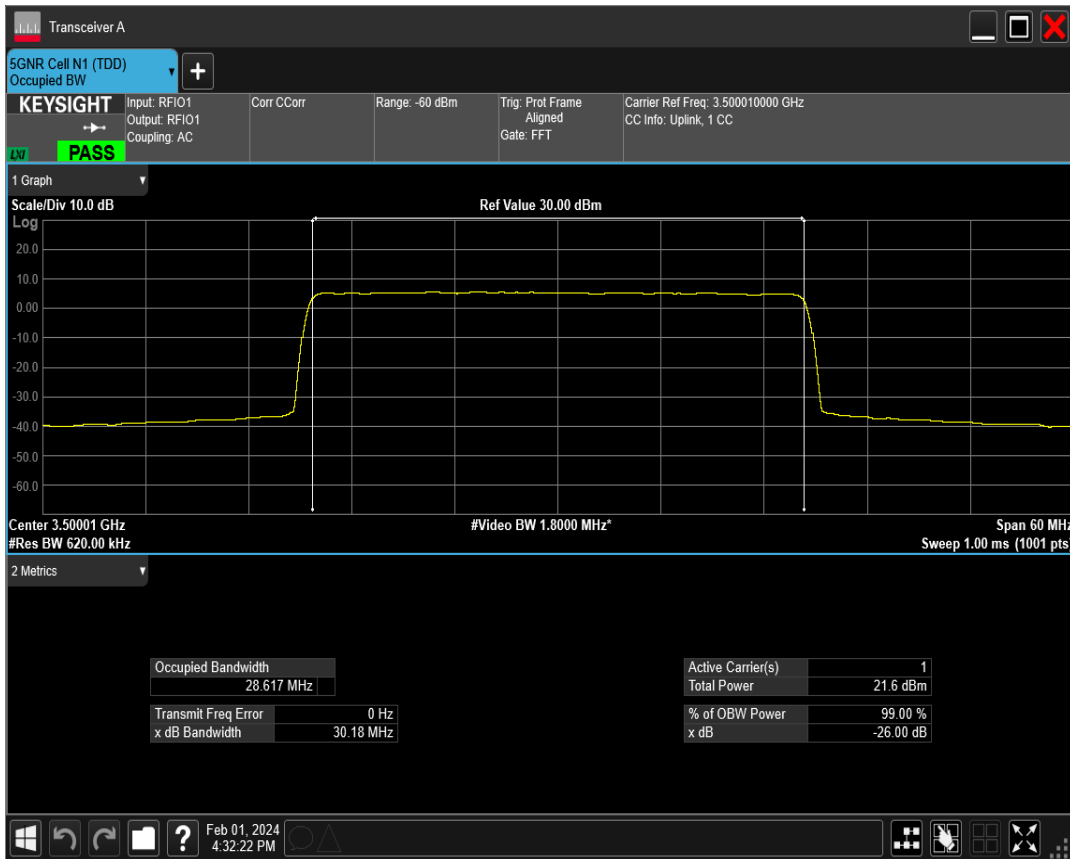 Transceiver A
5GNR Cell N1 (TDD)
Occupied BW
+
KEYSIGHT
LXI
PASS
Input: RFIO1
Output: RFIO1
Coupling: AC
Corr CCorr
Range: -60 dBm
Trig: Prot Frame
Aligned
Gate: FFT
Carrier Ref Freq: 3.500010000 GHz
CC Info: Uplink, 1 CC
1 Graph
Scale/Div 10.0 dB
Ref Value 30.00 dBm
Log
20.0
10.0
0.00
-10.0
-20.0
-30.0
-40.0
-50.0
-60.0
Center 3.50001 GHz
#Video BW 1.8000 MHz*
Span 60 MHz
#Res BW 620.00 kHz
Sweep 1.00 ms (1001 pts)
2 Metrics
Occupied Bandwidth
28.617 MHz
Transmit Freq Error 0 Hz
x dB Bandwidth 30.18 MHz
Active Carrier(s) 1
Total Power 21.6 dBm
% of OBW Power 99.00 %
x dB -26.00 dB
?
Feb 01, 2024
4:32:22 PM